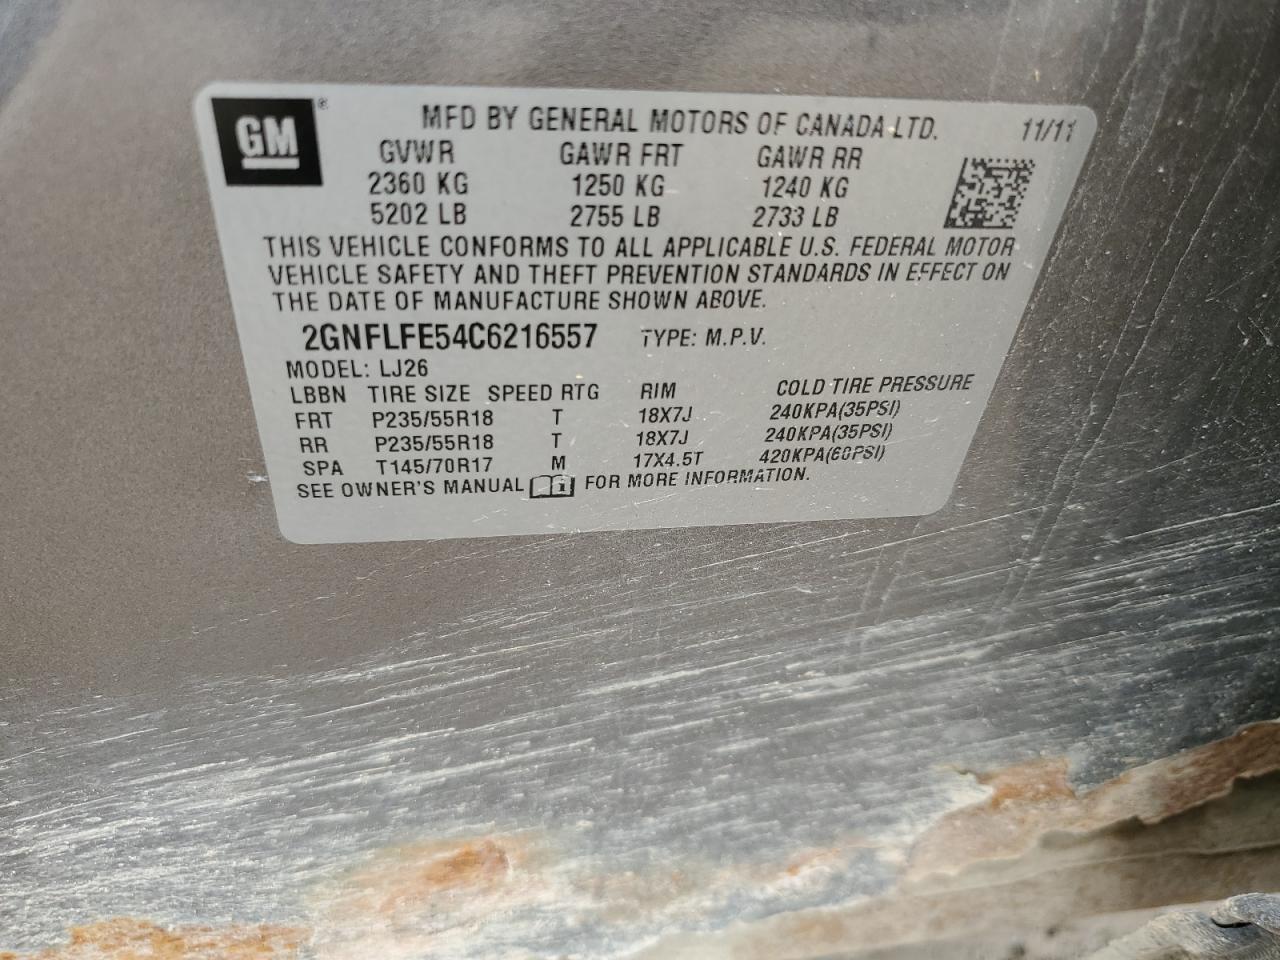 GM®
MFD BY GENERAL MOTORS OF CANADA LTD. 11/11
GVWR GAWR FRT GAWR RR
2360 KG 1250 KG 1240 KG
5202 LB 2755 LB 2733 LB
THIS VEHICLE CONFORMS TO ALL APPLICABLE U.S. FEDERAL MOTOR
VEHICLE SAFETY AND THEFT PREVENTION STANDARDS IN EFFECT ON
THE DATE OF MANUFACTURE SHOWN ABOVE.
2GNFLFE54C6216557 TYPE: M.P.V.
MODEL: LJ26
LBBN TIRE SIZE SPEED RTG RIM COLD TIRE PRESSURE
FRT P235/55R18 T 18X7J 240KPA(35PSI)
RR P235/55R18 T 18X7J 240KPA(35PSI)
SPA T145/70R17 M 17X4.5T 420KPA(60PSI)
SEE OWNER'S MANUAL i FOR MORE INFORMATION.